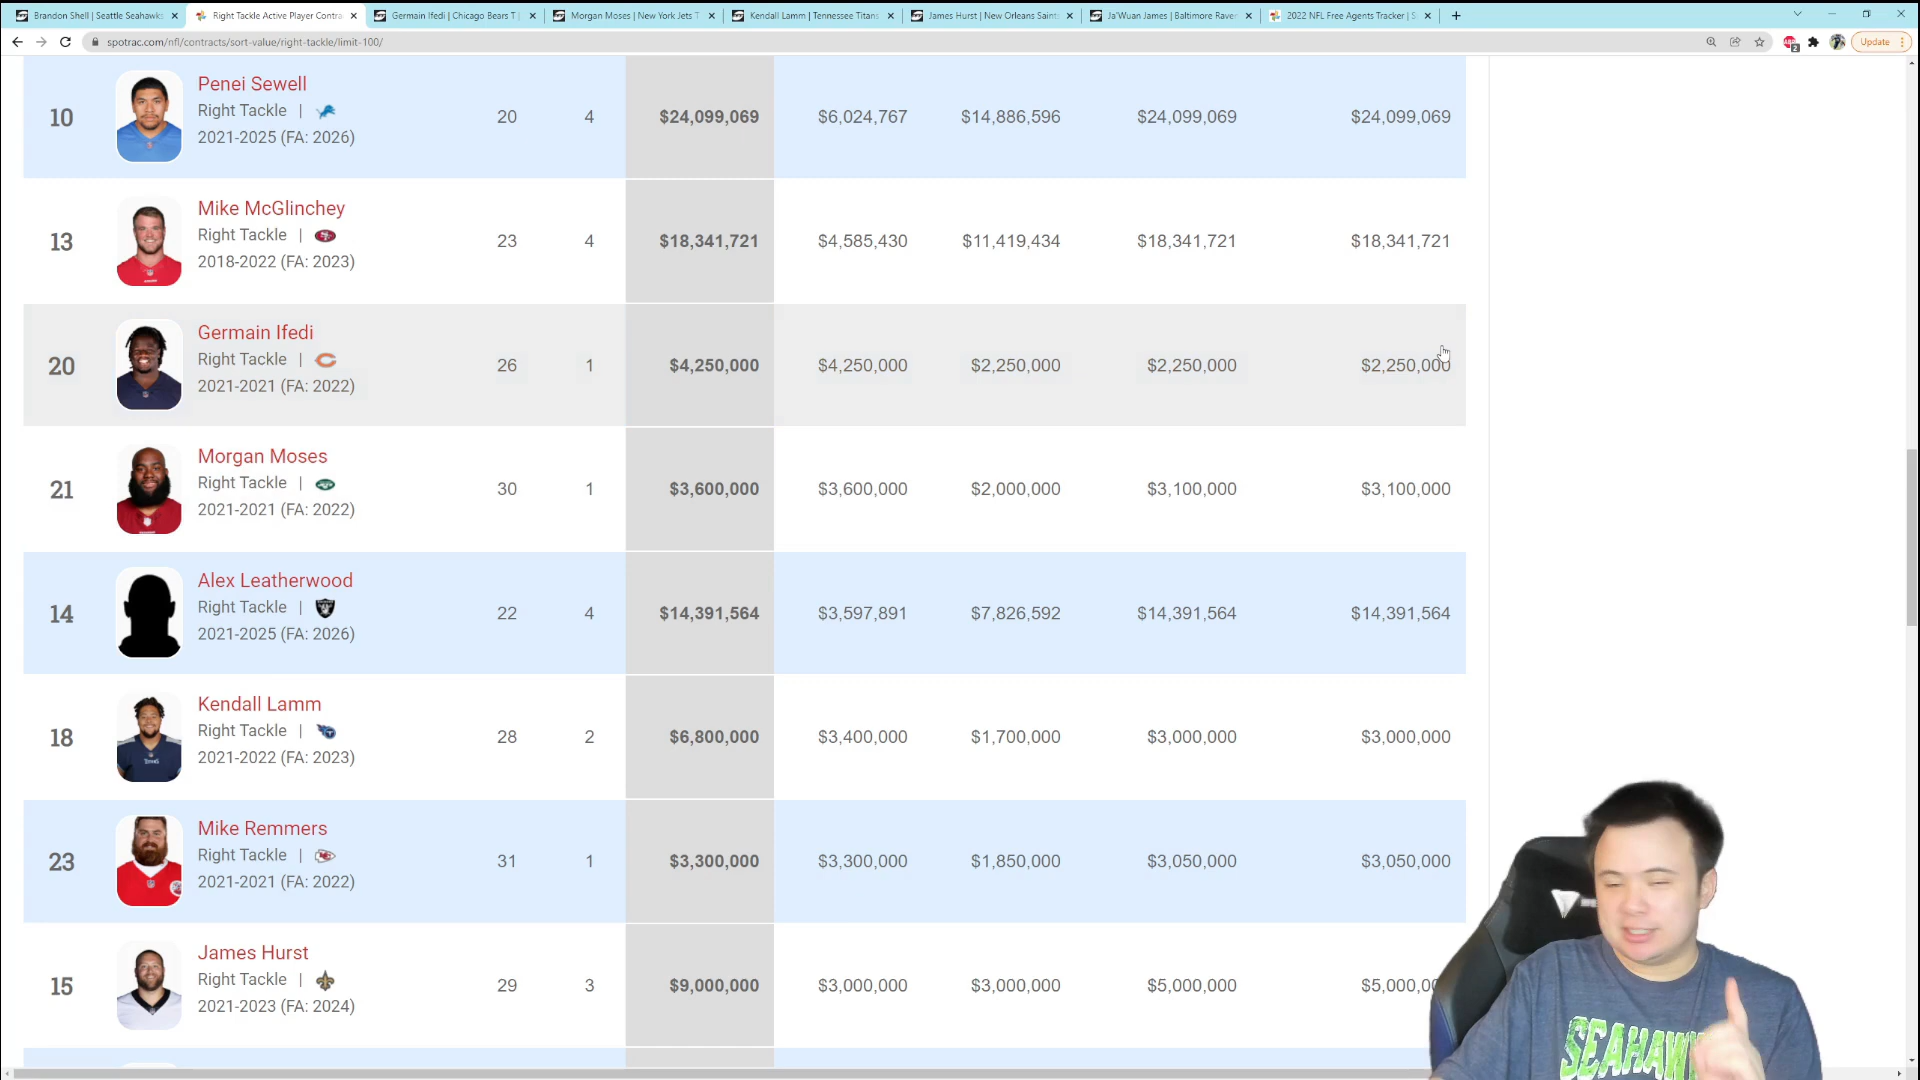 Brandon Shell | Seattle Seahawks
Right Tackle Active Player Contra
Germain Ifedi | Chicago Bears T |
Morgan Moses | New York Jets T
Kendall Lamm | Tennessee Titans
James Hurst | New Orleans Saints
Ja'Wuan James | Baltimore Raven
2022 NFL Free Agents Tracker | S
spotrac.com/nfl/contracts/sort-value/right-tackle/limit-100/
2
Update
10
Penei Sewell
Right Tackle |
2021-2025 (FA: 2026)
20 4 $24,099,069 $6,024,767 $14,886,596 $24,099,069 $24,099,069
13
Mike McGlinchey
Right Tackle |
2018-2022 (FA: 2023)
23 4 $18,341,721 $4,585,430 $11,419,434 $18,341,721 $18,341,721
20
Germain Ifedi
Right Tackle |
2021-2021 (FA: 2022)
26 1 $4,250,000 $4,250,000 $2,250,000 $2,250,000 $2,250,000
21
Morgan Moses
Right Tackle |
2021-2021 (FA: 2022)
30 1 $3,600,000 $3,600,000 $2,000,000 $3,100,000 $3,100,000
14
Alex Leatherwood
Right Tackle |
2021-2025 (FA: 2026)
22 4 $14,391,564 $3,597,891 $7,826,592 $14,391,564 $14,391,564
18
Kendall Lamm
Right Tackle |
2021-2022 (FA: 2023)
28 2 $6,800,000 $3,400,000 $1,700,000 $3,000,000 $3,000,000
23
Mike Remmers
Right Tackle |
2021-2021 (FA: 2022)
31 1 $3,300,000 $3,300,000 $1,850,000 $3,050,000 $3,050,000
15
James Hurst
Right Tackle |
2021-2023 (FA: 2024)
29 3 $9,000,000 $3,000,000 $3,000,000 $5,000,000 $5,000,0
SEAHAW